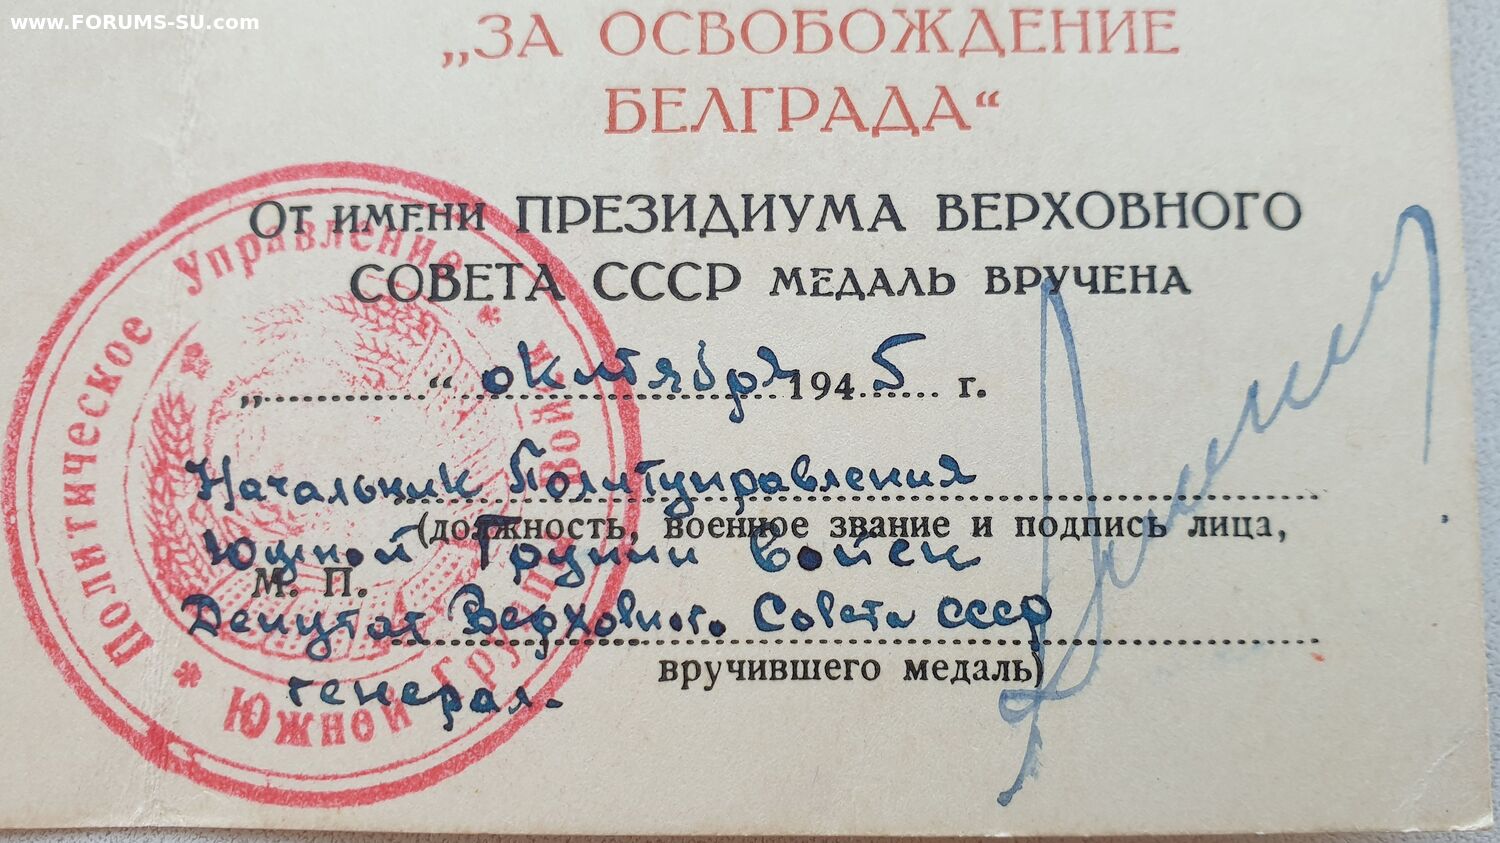 www.FORUMS-SU.com
„ЗА ОСВОБОЖДЕНИЕ
БЕЛГРАДА“
От имени ПРЕЗИДИУМА ВЕРХОВНОГО
СОВЕТА СССР МЕДАЛЬ ВРУЧЕНА
„..............“ октября 1945 г.
Начальник Политуправления
(должность, военное звание и подпись лица,
Южной Группы войск
М. П.
Депутат Верховного Совета СССР
вручившего медаль)
генерал.
Политическое Управление * Южной Группы Войск *